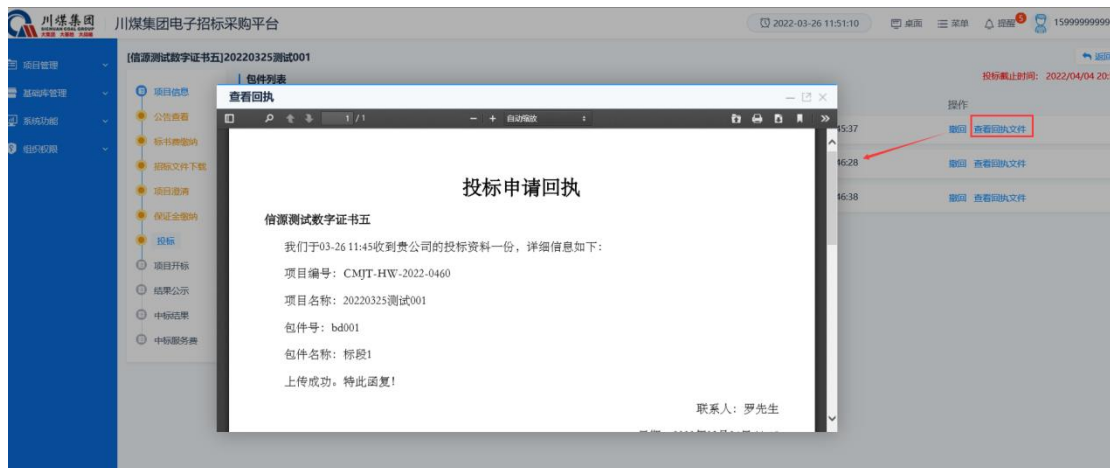 川煤集团
SICHUAN COAL GROUP
川煤集团电子招标采购平台
2022-03-26 11:51:10
桌面
菜单
提醒
15999999999
项目管理
基础库管理
系统功能
组织权限
[信源测试数字证书五]20220325测试001
返回
包件列表
投标截止时间: 2022/04/04 20:
项目信息
公告查看
标书费缴纳
招标文件下载
项目澄清
保证金缴纳
投标
项目开标
结果公示
中标结果
中标服务费
查看回执
1 / 1
自动缩放
操作
45:37
撤回 查看回执文件
46:28
撤回 查看回执文件
46:38
撤回 查看回执文件
投标申请回执
信源测试数字证书五
我们于03-26 11:45收到贵公司的投标资料一份，详细信息如下：
项目编号：CMJT-HW-2022-0460
项目名称：20220325测试001
包件号：bd001
包件名称：标段1
上传成功。特此函复！
联系人：罗先生